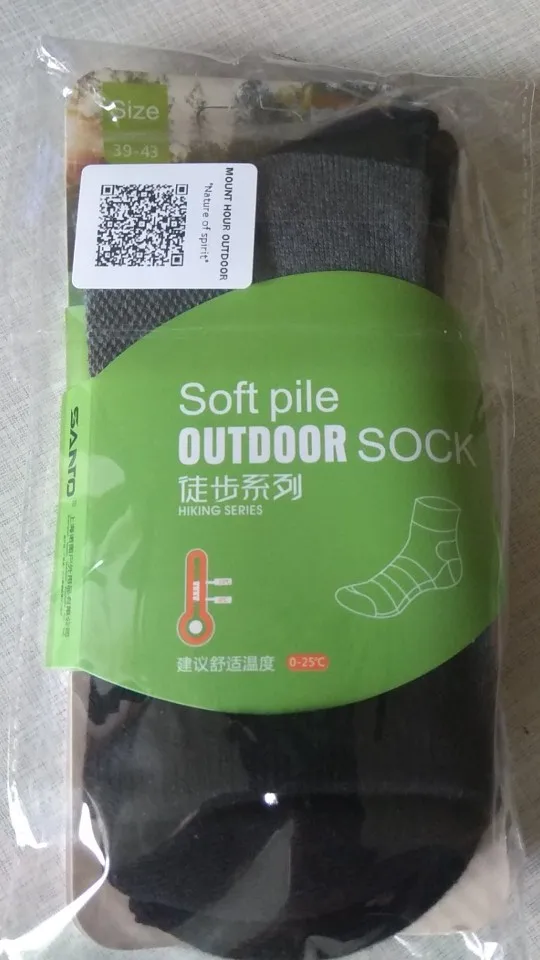 Size
39-43
MOUNT HOUR OUTDOOR
"Nature of spirit"
Soft pile
OUTDOOR SOCK
徒步系列
HIKING SERIES
建议舒适温度 0-25℃
SANTO®